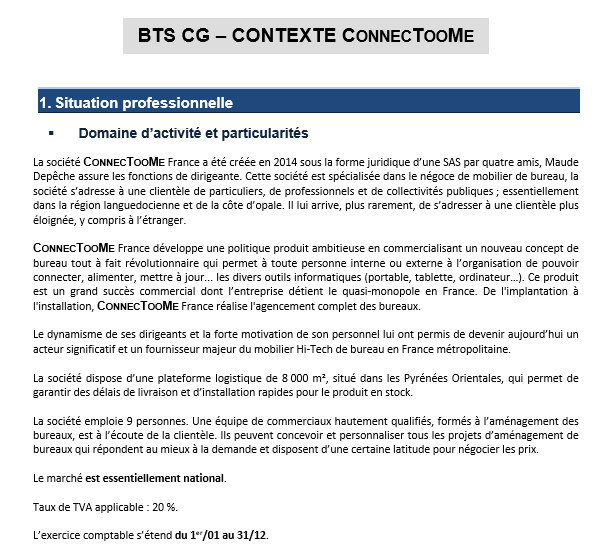 BTS CG – CONTEXTE CONNECTOOME
1. Situation professionnelle
▪ Domaine d'activité et particularités
La société CONNECTOOME France a été créée en 2014 sous la forme juridique d'une SAS par quatre amis, Maude
Depêche assure les fonctions de dirigeante. Cette société est spécialisée dans le négoce de mobilier de bureau, la
société s'adresse à une clientèle de particuliers, de professionnels et de collectivités publiques ; essentiellement
dans la région languedocienne et de la côte d'opale. Il lui arrive, plus rarement, de s'adresser à une clientèle plus
éloignée, y compris à l'étranger.
CONNECTOOME France développe une politique produit ambitieuse en commercialisant un nouveau concept de
bureau tout à fait révolutionnaire qui permet à toute personne interne ou externe à l'organisation de pouvoir
connecter, alimenter, mettre à jour... les divers outils informatiques (portable, tablette, ordinateur...). Ce produit
est un grand succès commercial dont l'entreprise détient le quasi-monopole en France. De l'implantation à
l'installation, CONNECTOOME France réalise l'agencement complet des bureaux.
Le dynamisme de ses dirigeants et la forte motivation de son personnel lui ont permis de devenir aujourd'hui un
acteur significatif et un fournisseur majeur du mobilier Hi-Tech de bureau en France métropolitaine.
La société dispose d'une plateforme logistique de 8 000 m², situé dans les Pyrénées Orientales, qui permet de
garantir des délais de livraison et d'installation rapides pour le produit en stock.
La société emploie 9 personnes. Une équipe de commerciaux hautement qualifiés, formés à l'aménagement des
bureaux, est à l'écoute de la clientèle. Ils peuvent concevoir et personnaliser tous les projets d'aménagement de
bureaux qui répondent au mieux à la demande et disposent d'une certaine latitude pour négocier les prix.
Le marché est essentiellement national.
Taux de TVA applicable : 20 %.
L'exercice comptable s'étend du 1er/01 au 31/12.